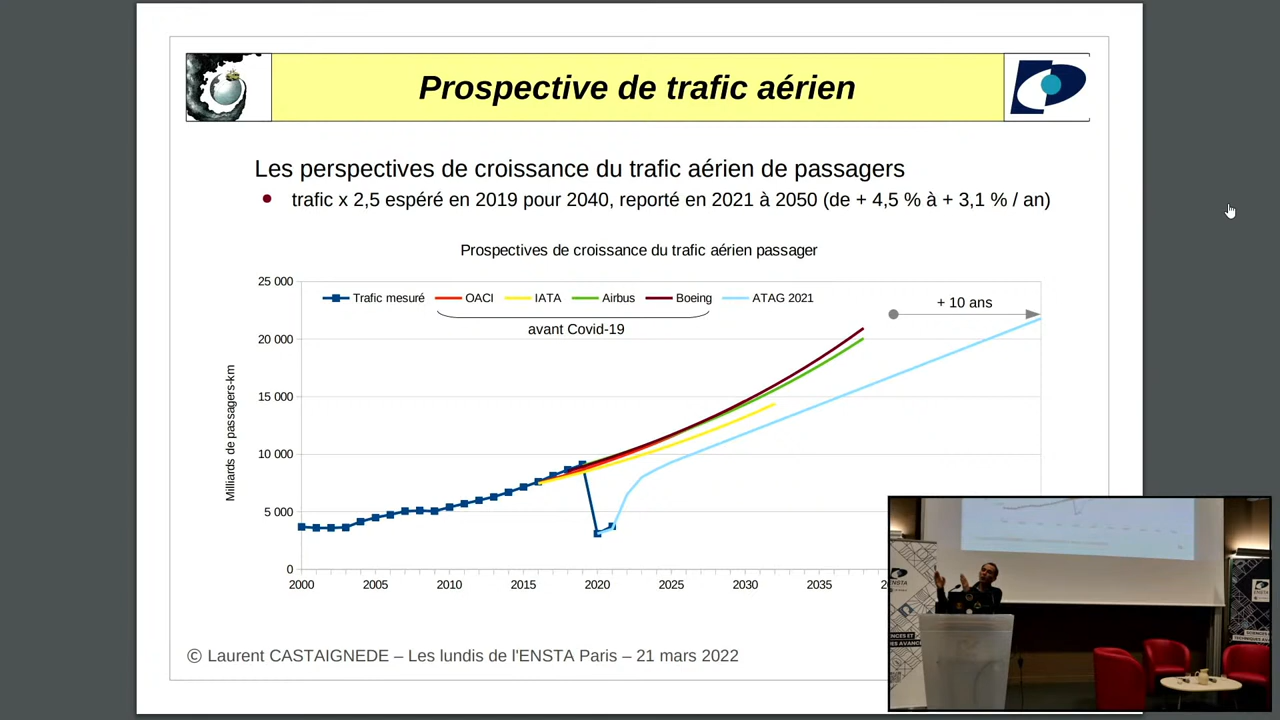 Prospective de trafic aérien
Les perspectives de croissance du trafic aérien de passagers
trafic x 2,5 espéré en 2019 pour 2040, reporté en 2021 à 2050 (de + 4,5 % à + 3,1 % / an)
Prospectives de croissance du trafic aérien passager
25 000
20 000
15 000
10 000
5 000
0
Milliards de passagers-km
Trafic mesuré OACI IATA Airbus Boeing ATAG 2021
avant Covid-19
+ 10 ans
2000 2005 2010 2015 2020 2025 2030 2035
© Laurent CASTAIGNEDE – Les lundis de l'ENSTA Paris – 21 mars 2022
ENSTA
ENSTA